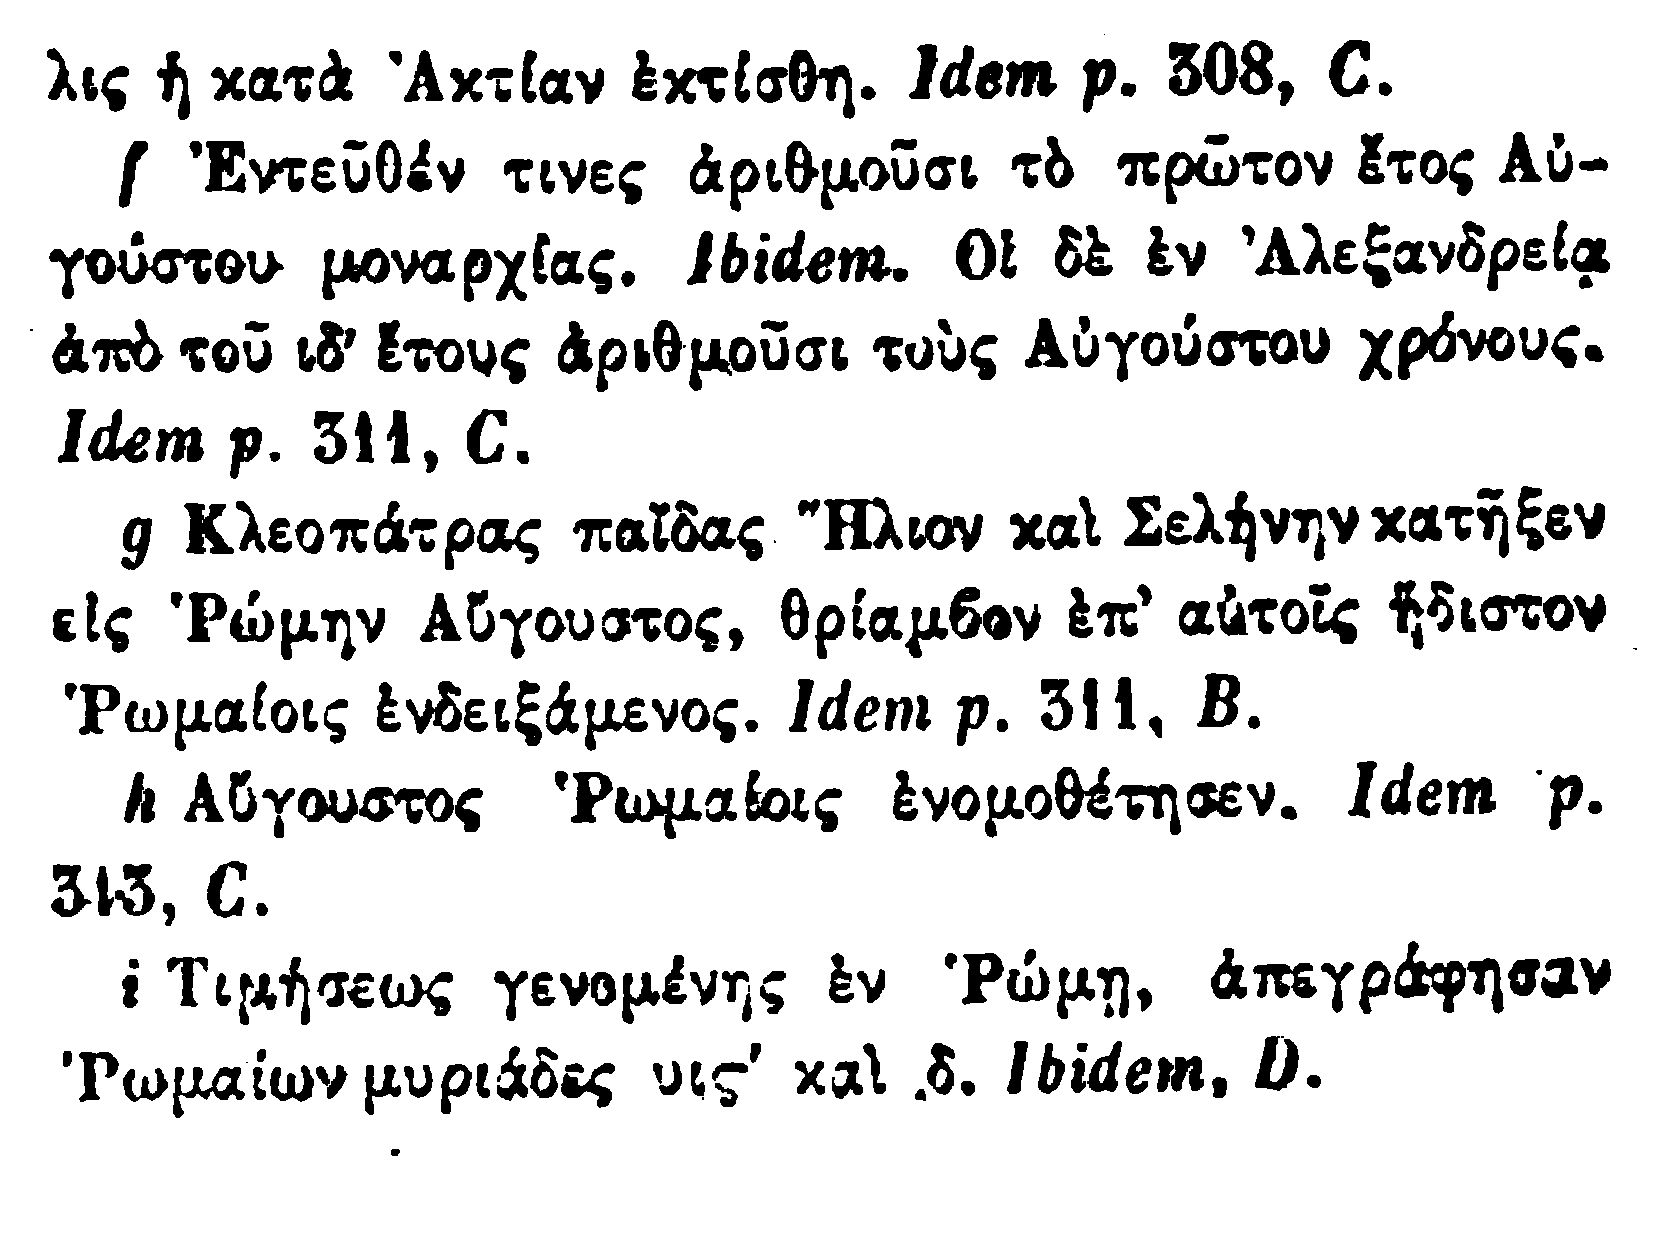 λις ἡ κατὰ Ἀκτίαν ἐκτίσθη. Idem p. 308, C.
f Ἐντεῦθέν τινες ἀριθμοῦσι τὸ πρῶτον ἔτος Αὐ-
γούστου μοναρχίας. Ibidem. Οἱ δὲ ἐν Ἀλεξανδρείᾳ
ἀπὸ τοῦ ιδ’ ἔτους ἀριθμοῦσι τοὺς Αὐγούστου χρόνους.
Idem p. 311, C.
g Κλεοπάτρας παῖδας Ἥλιον καὶ Σελήνην κατῆξεν
εἰς Ῥώμην Αὔγουστος, θρίαμβον ἐπ’ αὐτοῖς ἥδιστον
Ῥωμαίοις ἐνδειξάμενος. Idem p. 311, B.
h Αὔγουστος Ῥωμαίοις ἐνομοθέτησεν. Idem p.
313, C.
i Τιμήσεως γενομένης ἐν Ῥώμῃ, ἀπεγράφησαν
Ῥωμαίων μυριάδες υις’ καὶ δ. Ibidem, D.